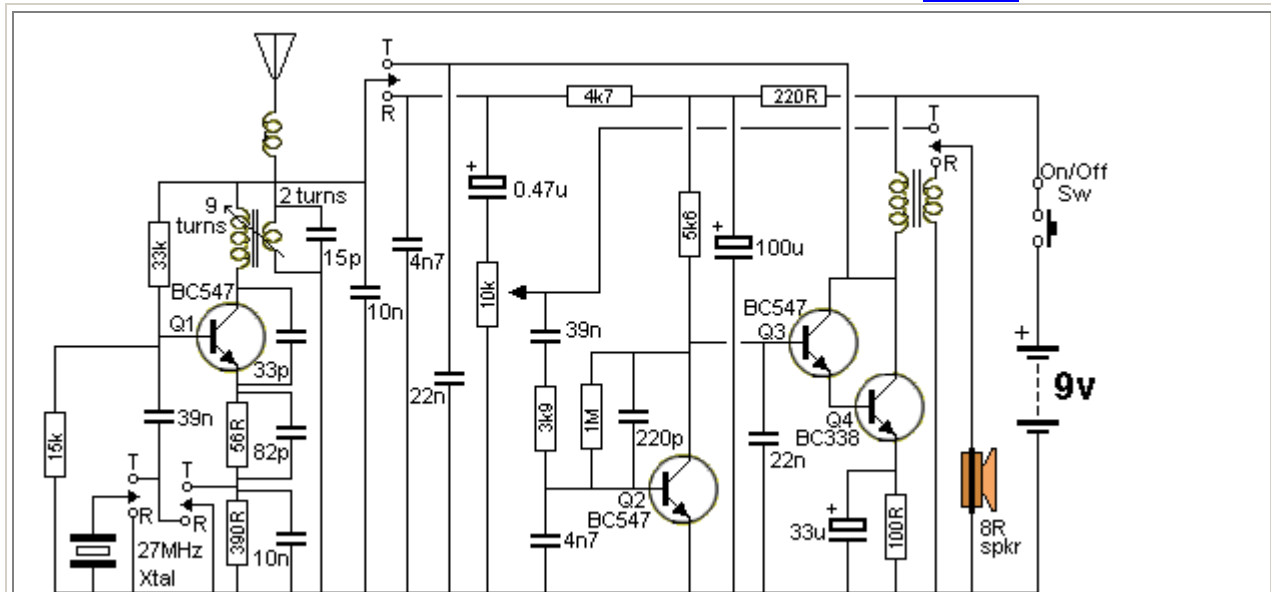 T
R
4k7
220R
T
R
+
0.47u
On/Off
Sw
9
turns
2 turns
33k
15p
4n7
5k6
+
100u
10k
10n
BC547
Q1
33p
39n
BC547
Q3
+
9v
22n
15k
39n
56R
82p
3k9
1M
220p
Q4
BC338
22n
T
T
R
R
Q2
BC547
390R
10n
4n7
+
33u
100R
8R
spkr
27MHz
Xtal